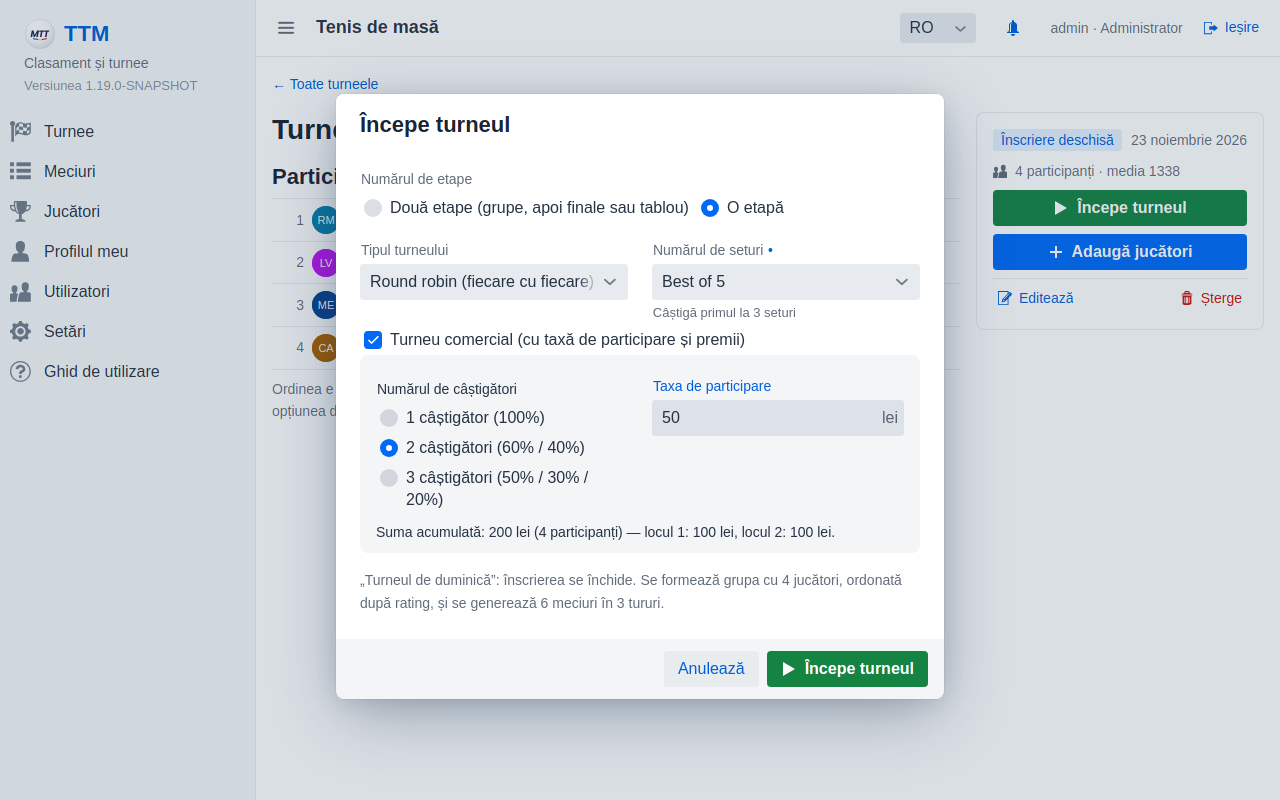 MTT TTM
Clasament și turnee
Versiunea 1.19.0-SNAPSHOT
Turnee
Meciuri
Jucători
Profilul meu
Utilizatori
Setări
Ghid de utilizare
Tenis de masă
RO
admin · Administrator
Ieșire
← Toate turneele
Partici
1 RM
2 LV
3 ME
4 CA
Ordinea e
opțiunea d
Înscriere deschisă 23 noiembrie 2026
4 participanți · media 1338
Începe turneul
Adaugă jucători
Editează
Șterge
Începe turneul
Numărul de etape
Două etape (grupe, apoi finale sau tablou) O etapă
Tipul turneului Numărul de seturi •
Round robin (fiecare cu fiecare) Best of 5
Câștigă primul la 3 seturi
Turneu comercial (cu taxă de participare și premii)
Numărul de câștigători Taxa de participare
1 câștigător (100%) 50 lei
2 câștigători (60% / 40%)
3 câștigători (50% / 30% /
20%)
Suma acumulată: 200 lei (4 participanți) — locul 1: 100 lei, locul 2: 100 lei.
„Turneul de duminică”: înscrierea se închide. Se formează grupa cu 4 jucători, ordonată
după rating, și se generează 6 meciuri în 3 tururi.
Anulează
Începe turneul